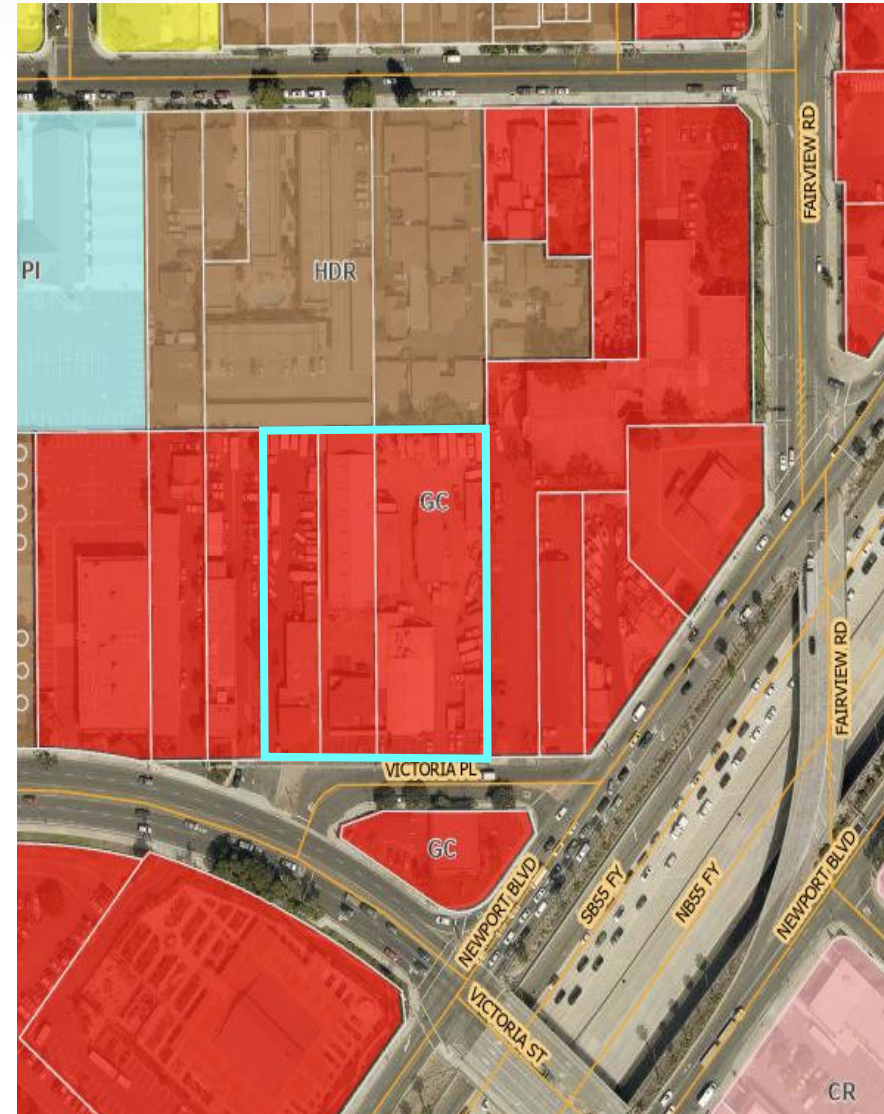 FAIRVIEW RD
PI
HDR
GC
FAIRVIEW RD
VICTORIA PL
GC
NEWPORT BLVD
SB55 FY
NB55 FY
NEWPORT BLVD
VICTORIA ST
CR